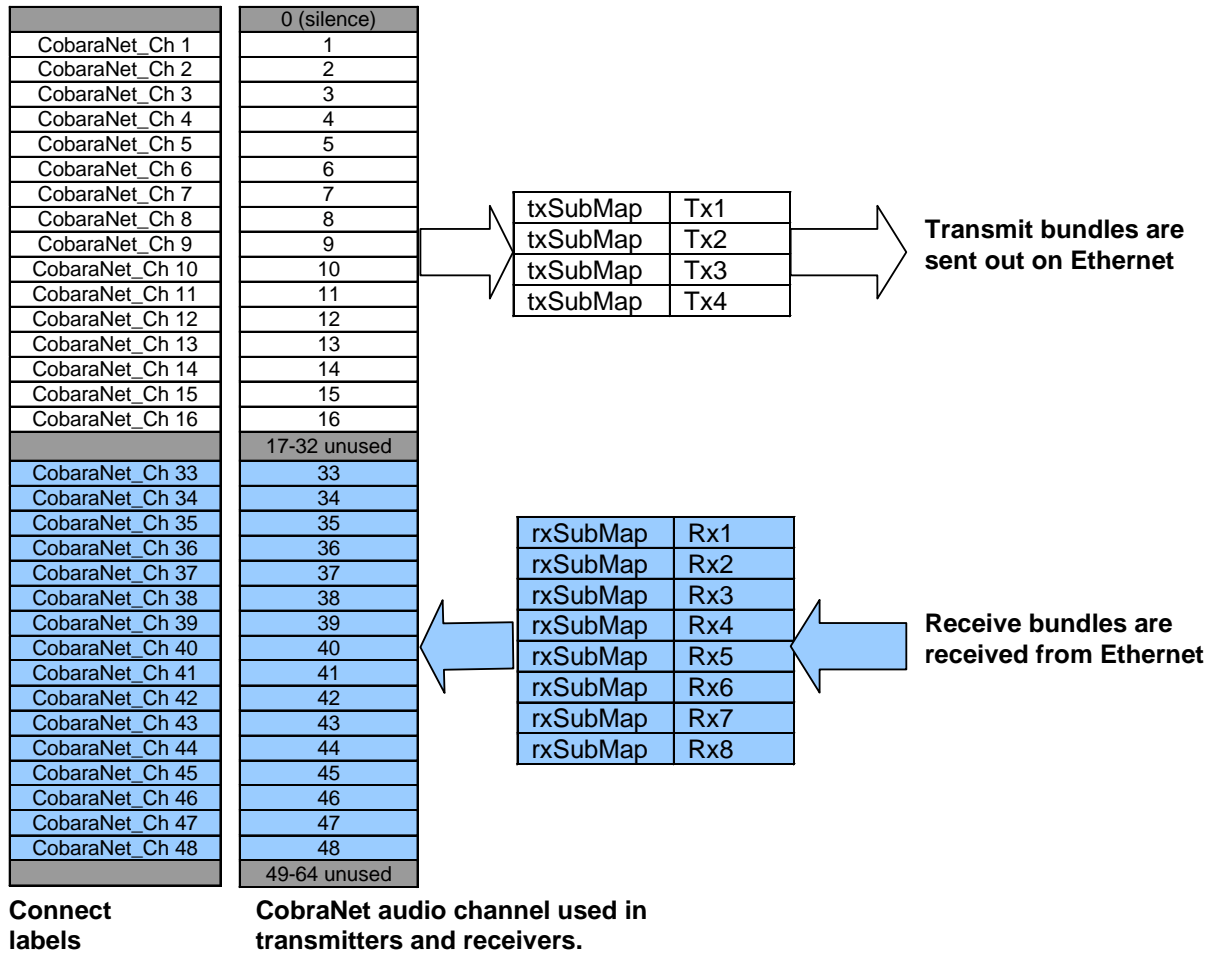 0 (silence)
CobaraNet_Ch 1 1
CobaraNet_Ch 2 2
CobaraNet_Ch 3 3
CobaraNet_Ch 4 4
CobaraNet_Ch 5 5
CobaraNet_Ch 6 6
CobaraNet_Ch 7 7
CobaraNet_Ch 8 8
CobaraNet_Ch 9 9
CobaraNet_Ch 10 10
CobaraNet_Ch 11 11
CobaraNet_Ch 12 12
CobaraNet_Ch 13 13
CobaraNet_Ch 14 14
CobaraNet_Ch 15 15
CobaraNet_Ch 16 16
17-32 unused
CobaraNet_Ch 33 33
CobaraNet_Ch 34 34
CobaraNet_Ch 35 35
CobaraNet_Ch 36 36
CobaraNet_Ch 37 37
CobaraNet_Ch 38 38
CobaraNet_Ch 39 39
CobaraNet_Ch 40 40
CobaraNet_Ch 41 41
CobaraNet_Ch 42 42
CobaraNet_Ch 43 43
CobaraNet_Ch 44 44
CobaraNet_Ch 45 45
CobaraNet_Ch 46 46
CobaraNet_Ch 47 47
CobaraNet_Ch 48 48
49-64 unused
txSubMap Tx1
txSubMap Tx2
txSubMap Tx3
txSubMap Tx4
Transmit bundles are
sent out on Ethernet
rxSubMap Rx1
rxSubMap Rx2
rxSubMap Rx3
rxSubMap Rx4
rxSubMap Rx5
rxSubMap Rx6
rxSubMap Rx7
rxSubMap Rx8
Receive bundles are
received from Ethernet
Connect
labels
CobraNet audio channel used in
transmitters and receivers.